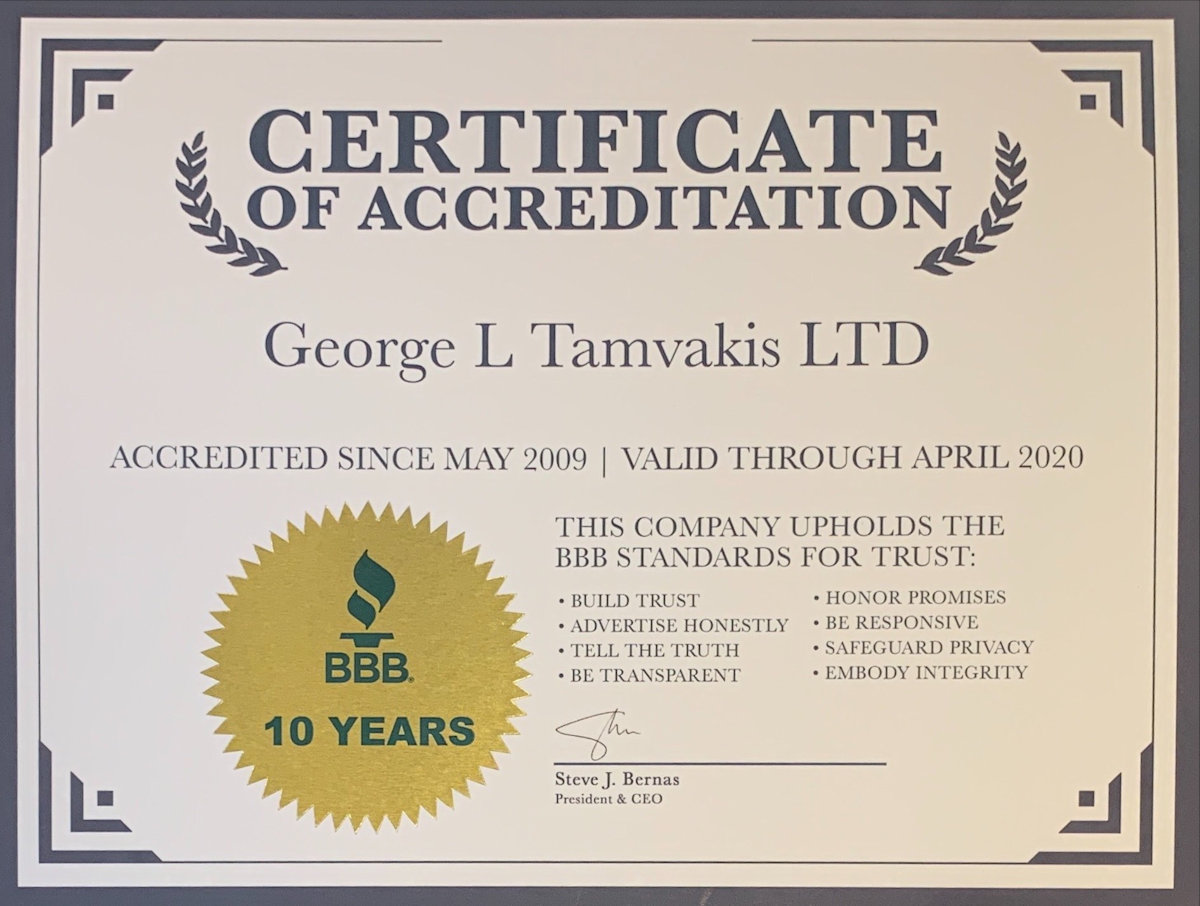 CERTIFICATE
OF ACCREDITATION
George L Tamvakis LTD
ACCREDITED SINCE MAY 2009 | VALID THROUGH APRIL 2020
BBB®
10 YEARS
THIS COMPANY UPHOLDS THE
BBB STANDARDS FOR TRUST:
• BUILD TRUST
• ADVERTISE HONESTLY
• TELL THE TRUTH
• BE TRANSPARENT
• HONOR PROMISES
• BE RESPONSIVE
• SAFEGUARD PRIVACY
• EMBODY INTEGRITY
Steve J. Bernas
President & CEO